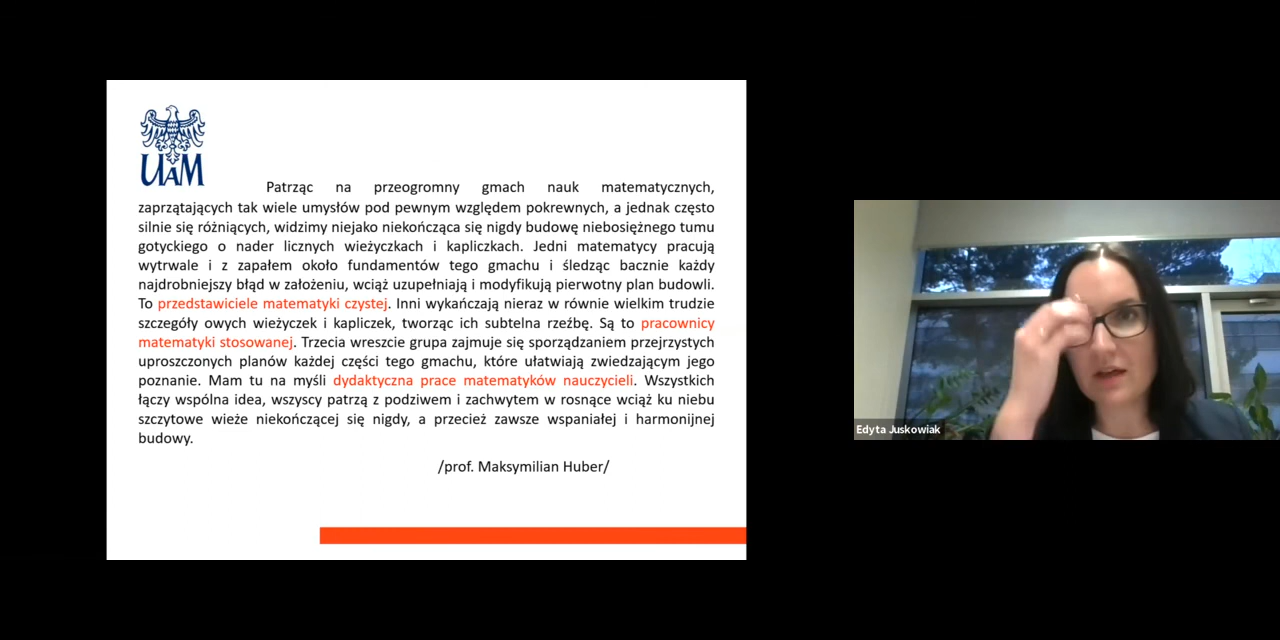 UAM
Patrząc na przeogromny gmach nauk matematycznych,
zaprzątających tak wiele umysłów pod pewnym względem pokrewnych, a jednak często
silnie się różniących, widzimy niejako niekończąca się nigdy budowę niebosiężnego tumu
gotyckiego o nader licznych wieżyczkach i kapliczkach. Jedni matematycy pracują
wytrwale i z zapałem około fundamentów tego gmachu i śledząc bacznie każdy
najdrobniejszy błąd w założeniu, wciąż uzupełniają i modyfikują pierwotny plan budowli.
To przedstawiciele matematyki czystej. Inni wykańczają nieraz w równie wielkim trudzie
szczegóły owych wieżyczek i kapliczek, tworząc ich subtelna rzeźbę. Są to pracownicy
matematyki stosowanej. Trzecia wreszcie grupa zajmuje się sporządzaniem przejrzystych
uproszczonych planów każdej części tego gmachu, które ułatwiają zwiedzającym jego
poznanie. Mam tu na myśli dydaktyczna prace matematyków nauczycieli. Wszystkich
łączy wspólna idea, wszyscy patrzą z podziwem i zachwytem w rosnące wciąż ku niebu
szczytowe wieże niekończącej się nigdy, a przecież zawsze wspaniałej i harmonijnej
budowy.
/prof. Maksymilian Huber/
Edyta Juskowiak